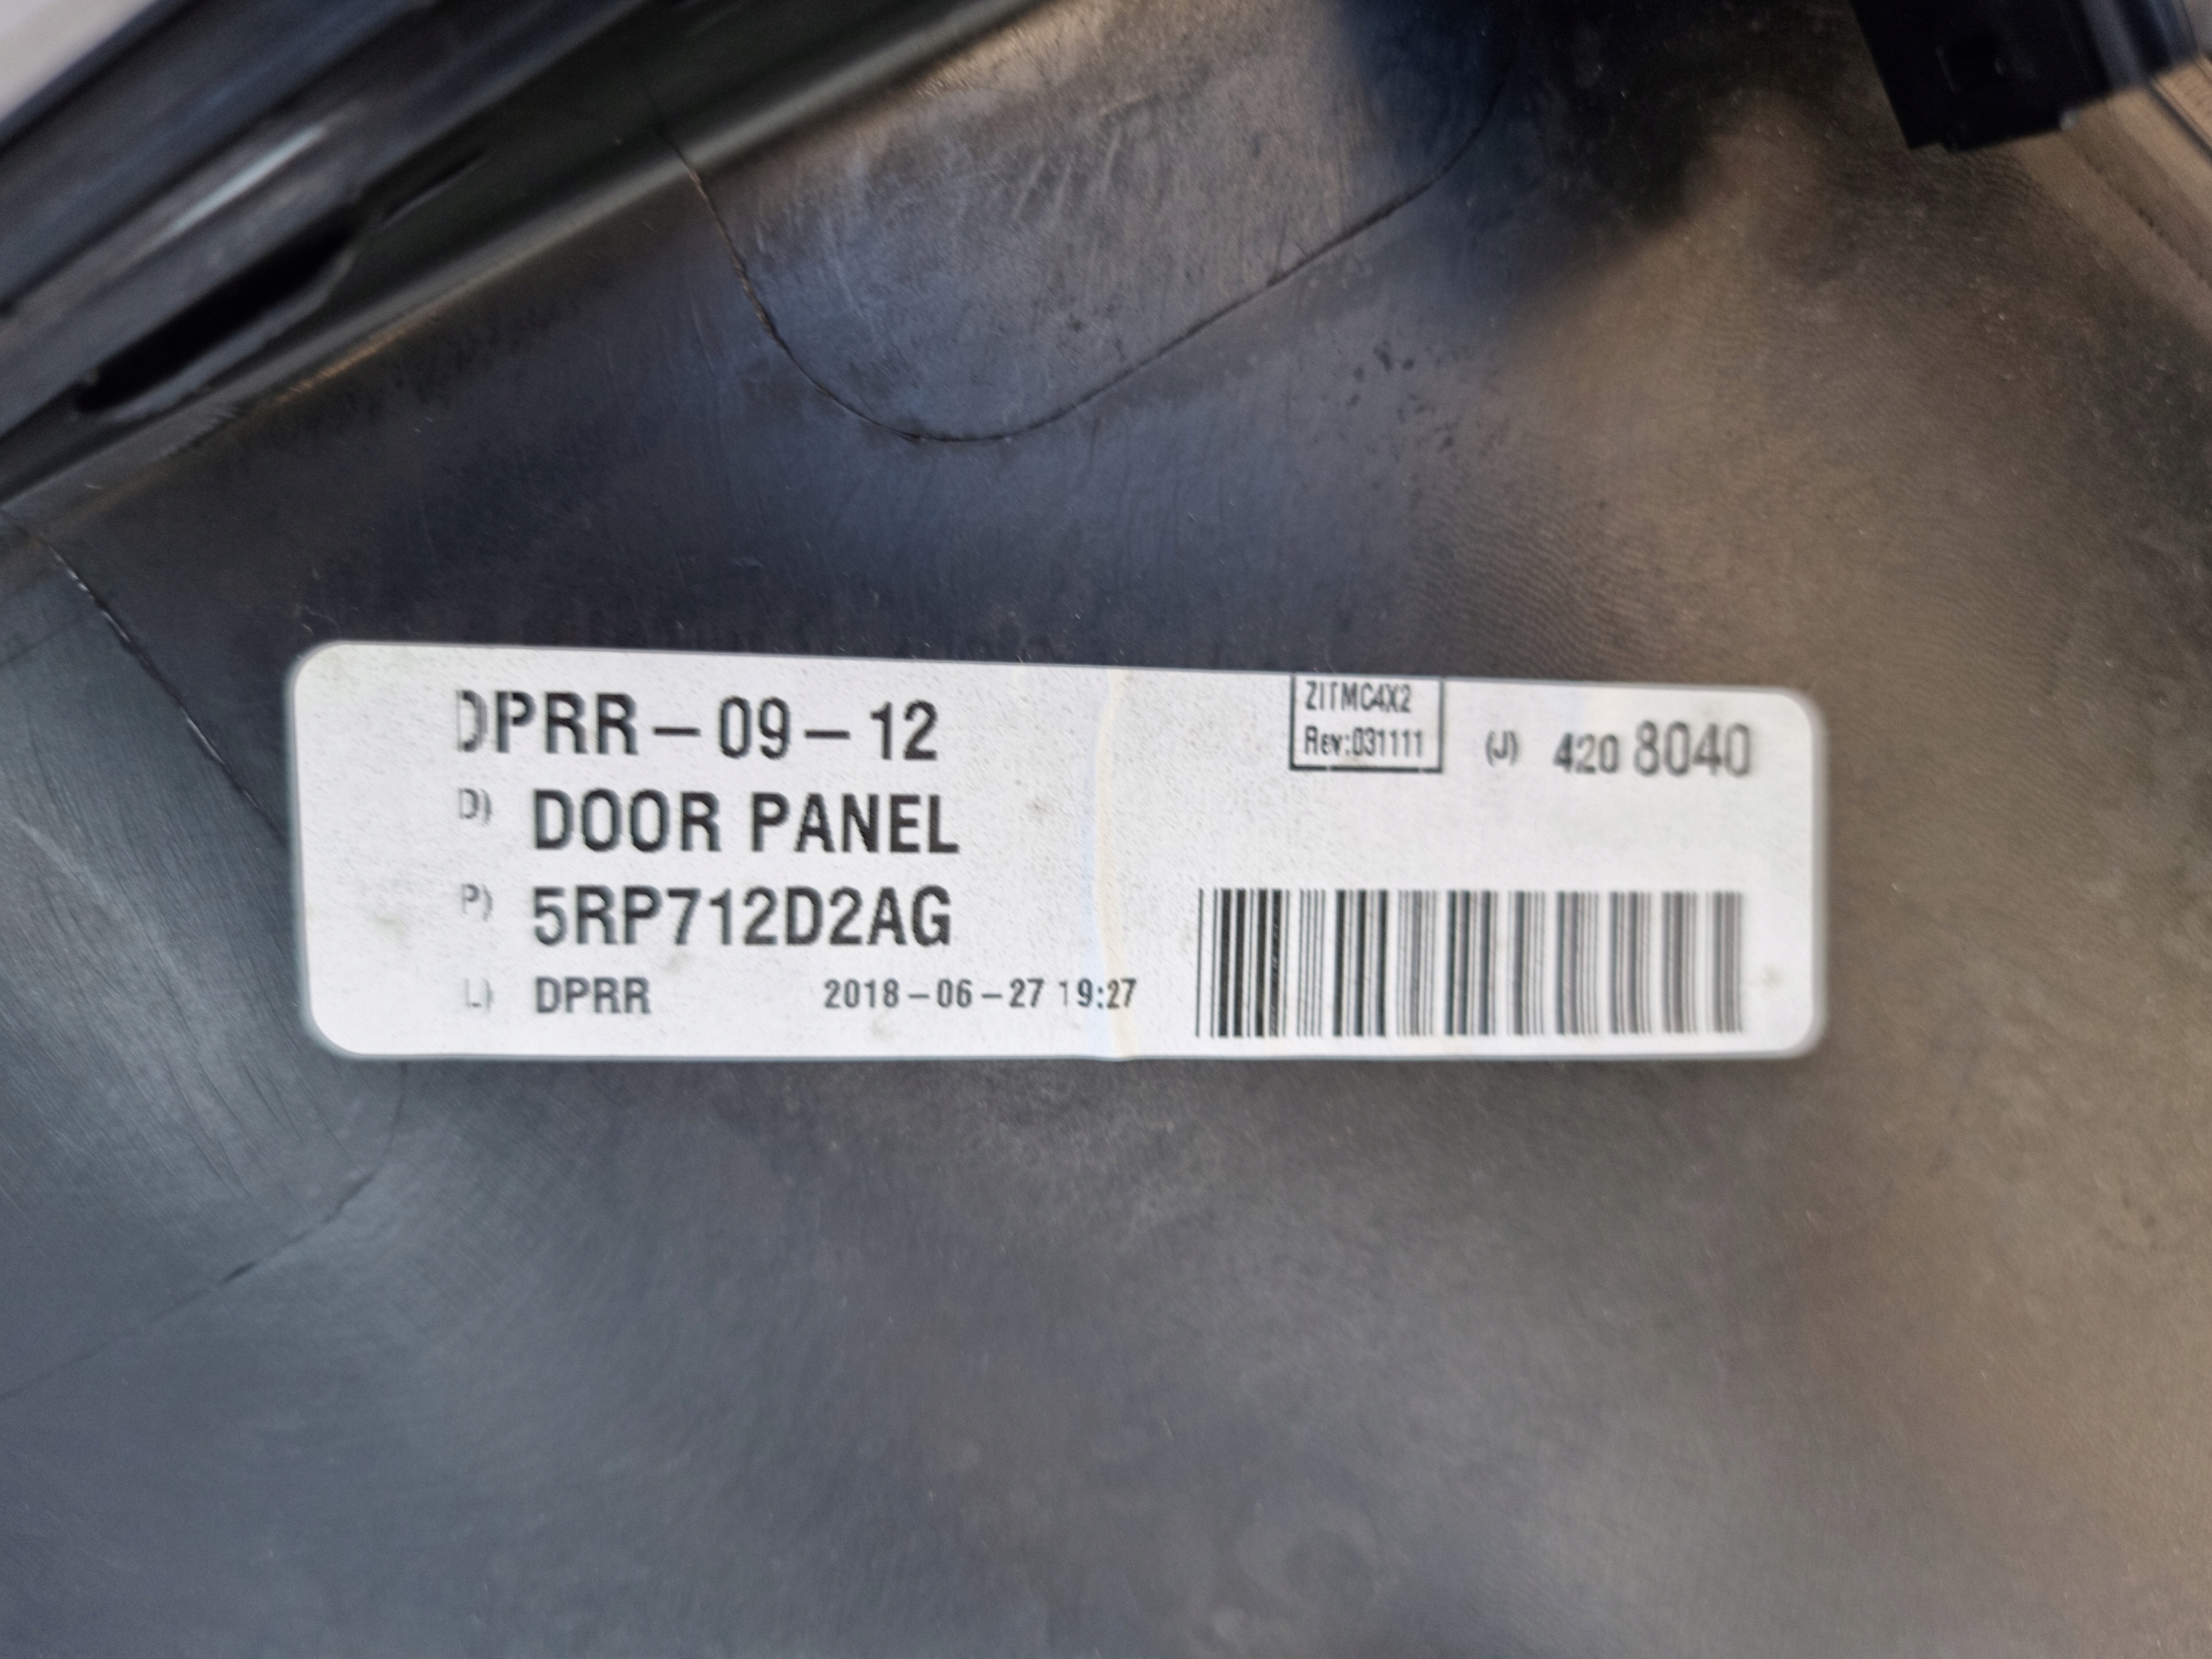 DPRR-09-12
D) DOOR PANEL
P) 5RP712D2AG
L) DPRR 2018-06-27 19:27
ZITMC4X2
Rev:031111
(J) 420 8040